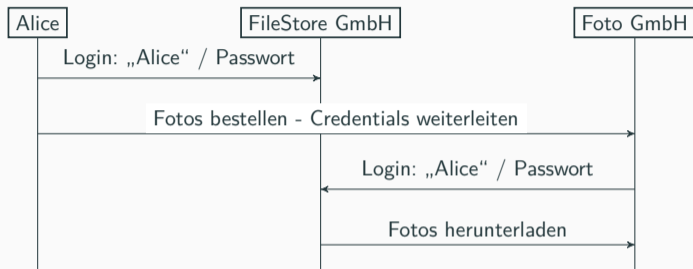 Alice
FileStore GmbH
Foto GmbH
Login: „Alice“ / Passwort
Fotos bestellen - Credentials weiterleiten
Login: „Alice“ / Passwort
Fotos herunterladen